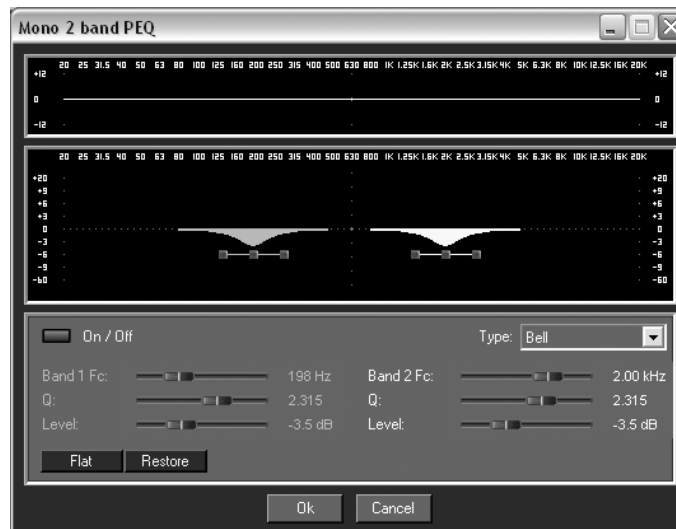 Mono 2 band PEQ
20 25 31.5 40 50 63 80 100 125 160 200 250 315 400 500 630 800 1K 1.25K 1.6K 2K 2.5K 3.15K 4K 5K 6.3K 8K 10K 12.5K 16K 20K
+12 +12
0 0
-12 -12
20 25 31.5 40 50 63 80 100 125 160 200 250 315 400 500 630 800 1K 1.25K 1.6K 2K 2.5K 3.15K 4K 5K 6.3K 8K 10K 12.5K 16K 20K
+20 +20
+9 +9
+6 +6
+3 +3
0 0
-3 -3
-6 -6
-9 -9
-60 -60
On / Off Type: Bell
Band 1 Fc: 198 Hz Band 2 Fc: 2.00 kHz
Q: 2.315 Q: 2.315
Level: -3.5 dB Level: -3.5 dB
Flat Restore
Ok Cancel